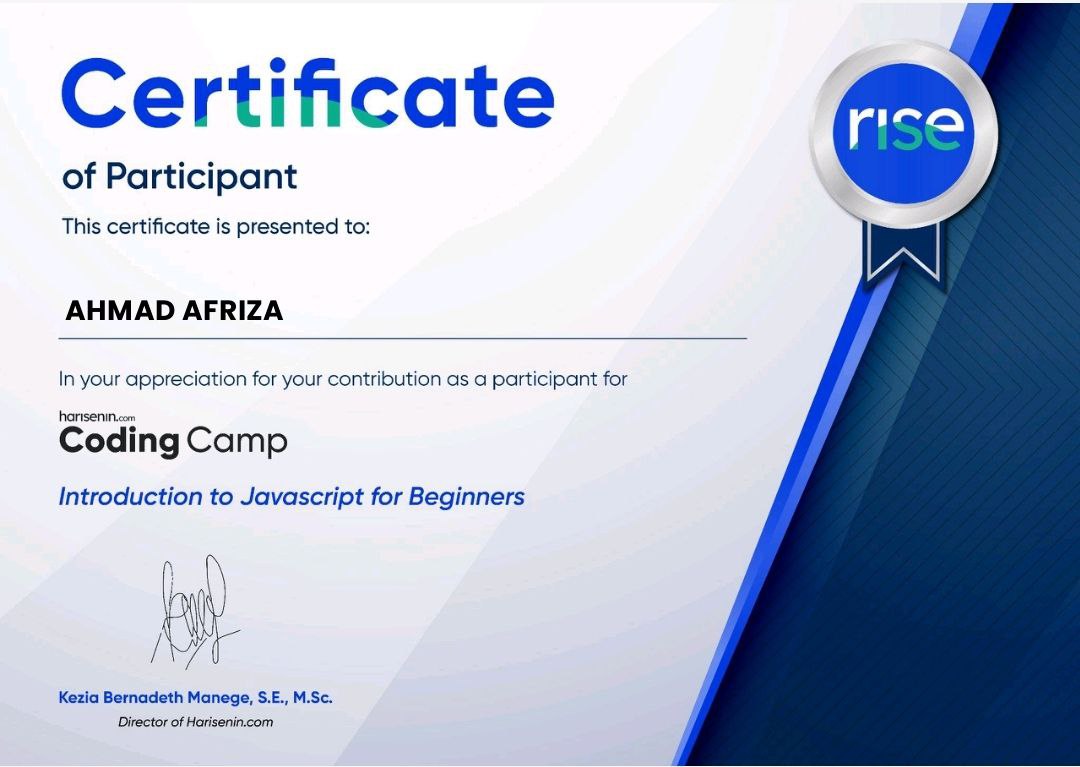 Certificate
rise
of Participant
This certificate is presented to:
AHMAD AFRIZA
In your appreciation for your contribution as a participant for
harisenin.com
Coding Camp
Introduction to Javascript for Beginners
Kezia Bernadeth Manege, S.E., M.Sc.
Director of Harisenin.com